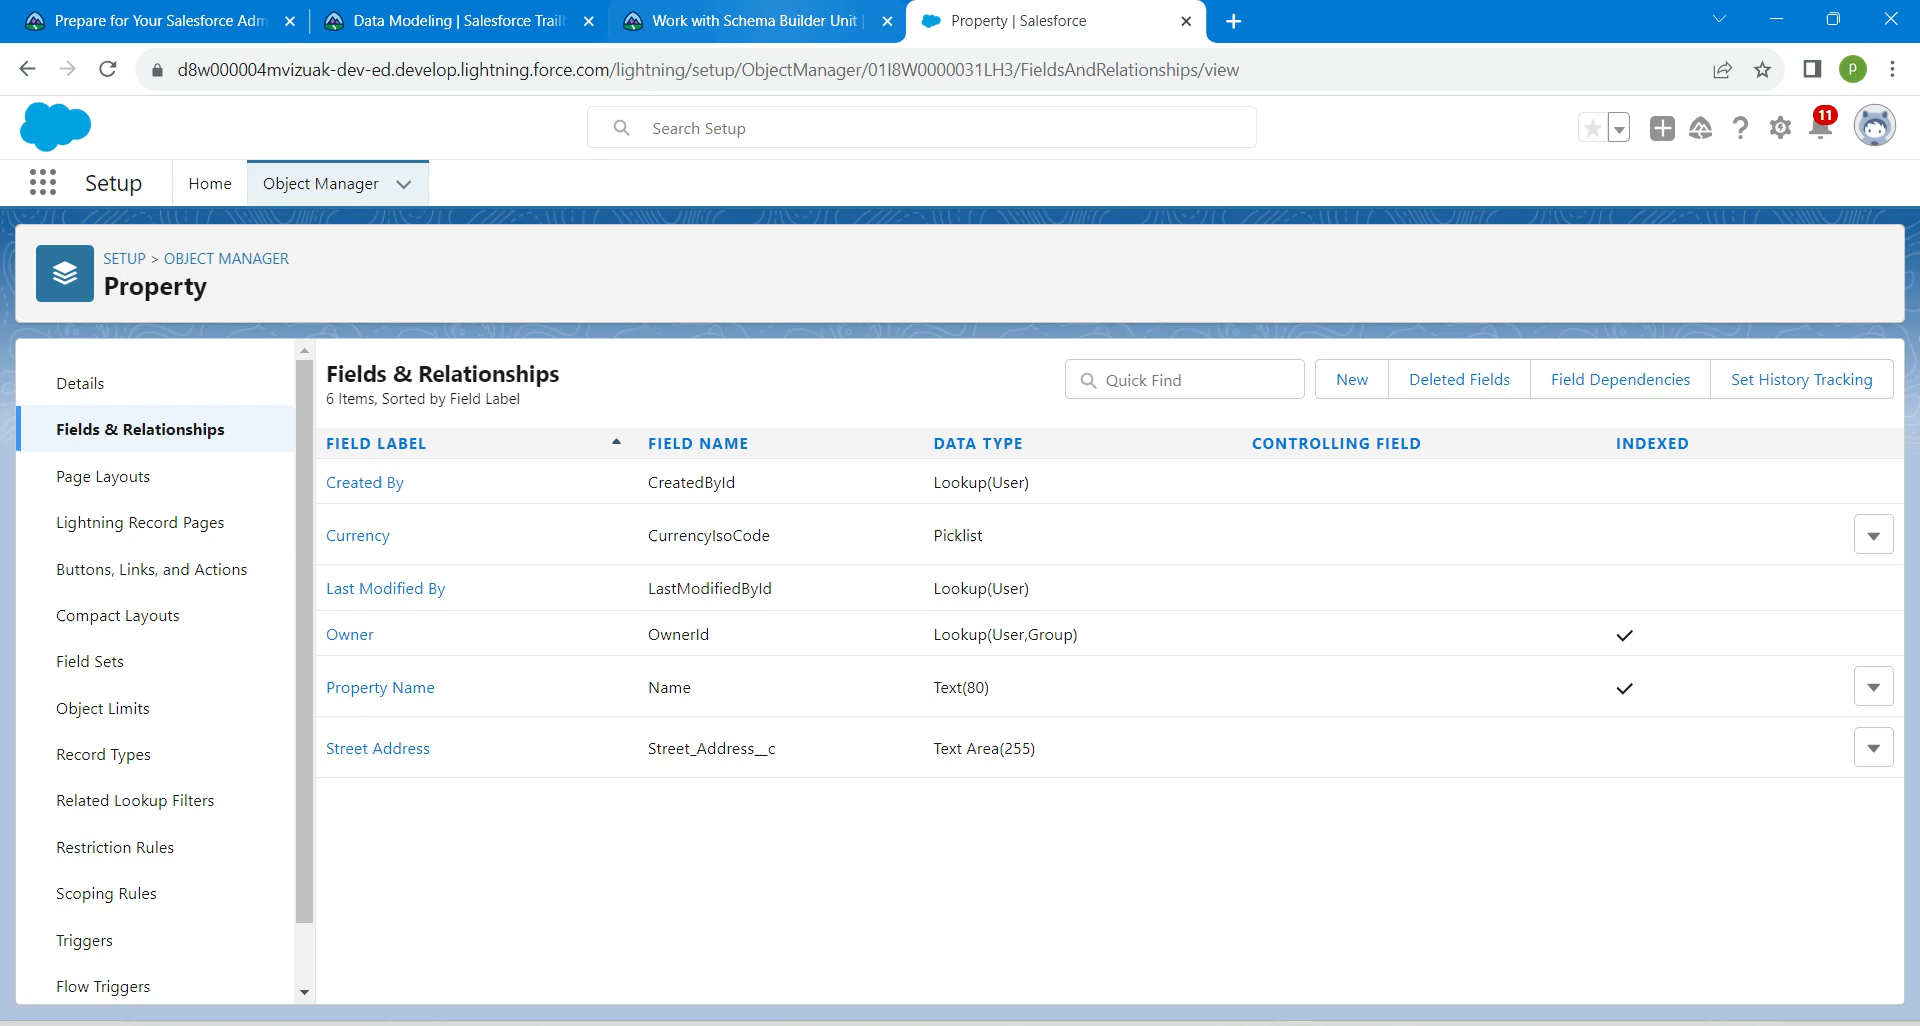 Prepare for Your Salesforce Adm
Data Modeling | Salesforce Trail
Work with Schema Builder Unit |
Property | Salesforce
d8w000004mvizuak-dev-ed.develop.lightning.force.com/lightning/setup/ObjectManager/01I8W0000031LH3/FieldsAndRelationships/view
p
Search Setup
11
Setup
Home
Object Manager
SETUP > OBJECT MANAGER
Property
Details
Fields & Relationships
Page Layouts
Lightning Record Pages
Buttons, Links, and Actions
Compact Layouts
Field Sets
Object Limits
Record Types
Related Lookup Filters
Restriction Rules
Scoping Rules
Triggers
Flow Triggers
Fields & Relationships
6 Items, Sorted by Field Label
Quick Find
New
Deleted Fields
Field Dependencies
Set History Tracking
FIELD LABEL FIELD NAME DATA TYPE CONTROLLING FIELD INDEXED
Created By CreatedById Lookup(User)
Currency CurrencyIsoCode Picklist
Last Modified By LastModifiedById Lookup(User)
Owner OwnerId Lookup(User,Group)
Property Name Name Text(80)
Street Address Street_Address__c Text Area(255)